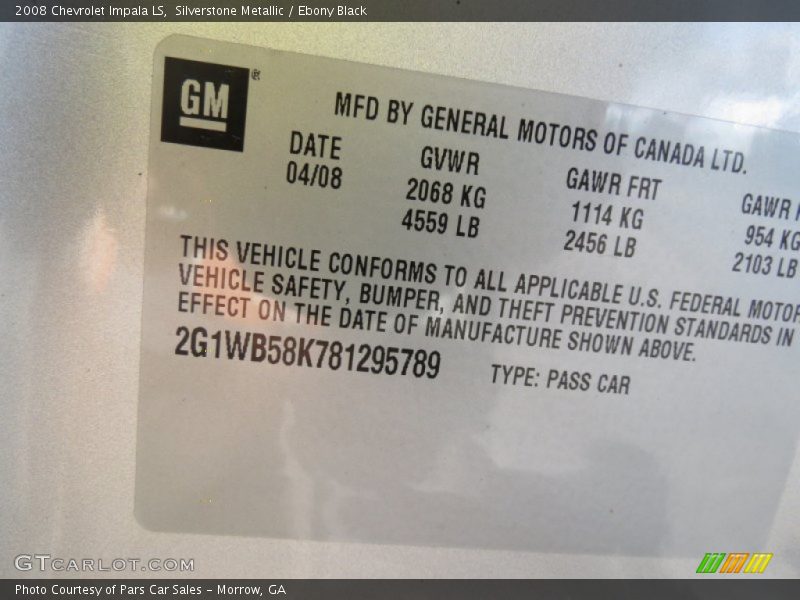 2008 Chevrolet Impala LS, Silverstone Metallic / Ebony Black
GM ®
MFD BY GENERAL MOTORS OF CANADA LTD.
DATE GVWR GAWR FRT GAWR
04/08 2068 KG 1114 KG 954 KG
4559 LB 2456 LB 2103 LB
THIS VEHICLE CONFORMS TO ALL APPLICABLE U.S. FEDERAL MOTOR
VEHICLE SAFETY, BUMPER, AND THEFT PREVENTION STANDARDS IN
EFFECT ON THE DATE OF MANUFACTURE SHOWN ABOVE.
2G1WB58K781295789 TYPE: PASS CAR
GTCARLOT.COM
Photo Courtesy of Pars Car Sales - Morrow, GA